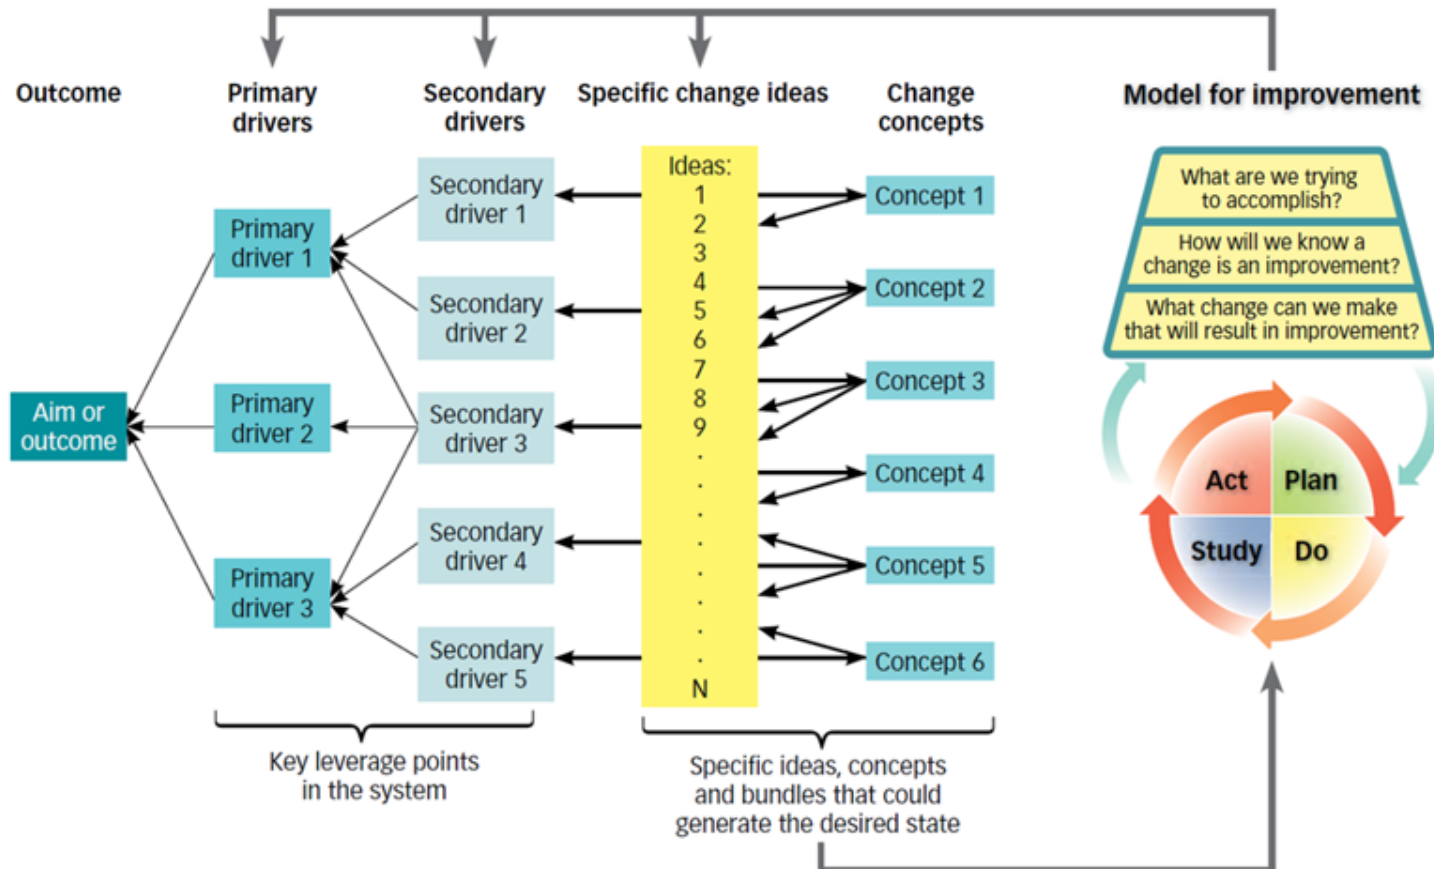 Outcome
Primary
drivers
Secondary
drivers
Specific change ideas
Change
concepts
Model for improvement
Aim or
outcome
Primary
driver 1
Primary
driver 2
Primary
driver 3
Secondary
driver 1
Secondary
driver 2
Secondary
driver 3
Secondary
driver 4
Secondary
driver 5
Ideas:
1
2
3
4
5
6
7
8
9
.
.
.
.
.
.
.
.
N
Concept 1
Concept 2
Concept 3
Concept 4
Concept 5
Concept 6
What are we trying
to accomplish?
How will we know a
change is an improvement?
What change can we make
that will result in improvement?
Act
Plan
Study
Do
Key leverage points
in the system
Specific ideas, concepts
and bundles that could
generate the desired state